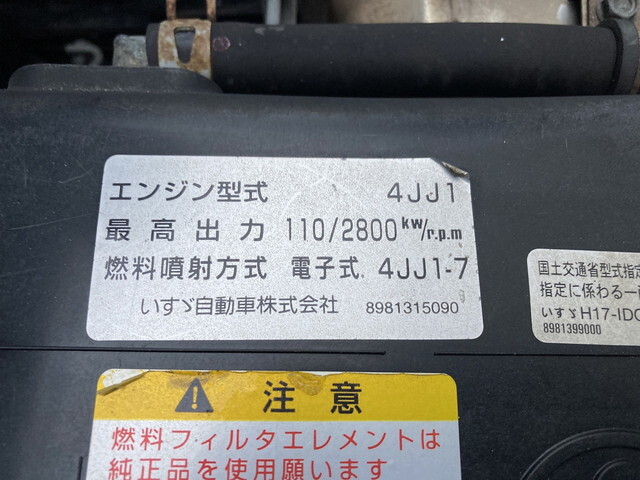 エンジン型式 4JJ1
最高出力 110/2800 kw/r.p.m
燃料噴射方式 電子式 4JJ1-7
いすゞ自動車株式会社 8981315090
国土交通省型式指定
指定に係わる一
いすゞH17-IDC
8981399000
注意
燃料フィルタエレメントは
純正品を使用願います